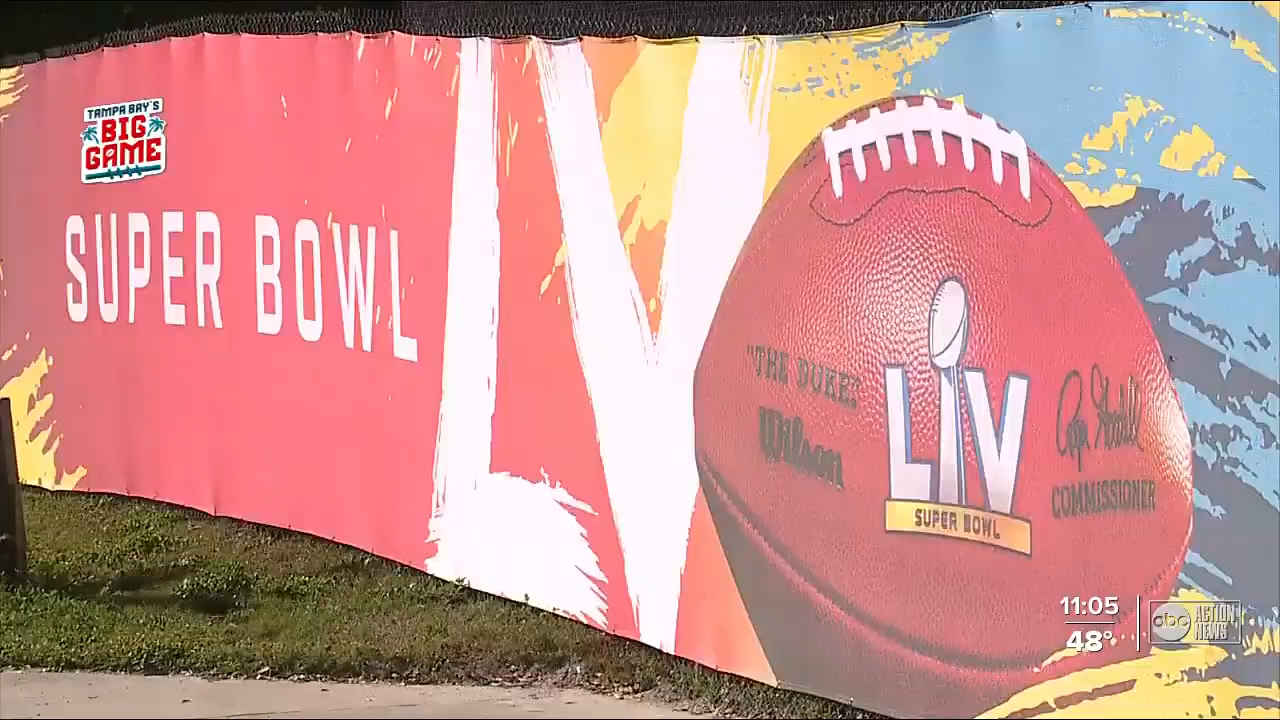 TAMPA BAY'S
BIG
GAME
SUPER BOWL
LV
"THE DUKE"
Wilson
LV
SUPER BOWL
COMMISSIONER
11:05
48°
abc ACTION NEWS